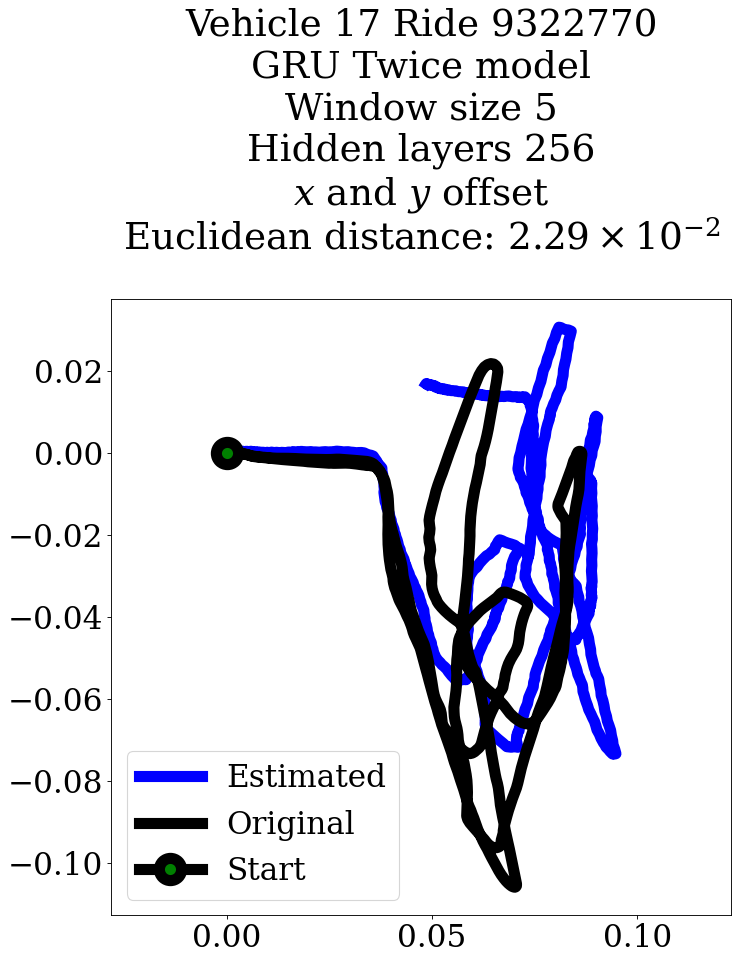 Vehicle 17 Ride 9322770
GRU Twice model
Window size 5
Hidden layers 256
x and y offset
Euclidean distance: 2.29 × 10⁻²
0.02
0.00
−0.02
−0.04
−0.06
−0.08
−0.10
Estimated
Original
Start
0.00 0.05 0.10